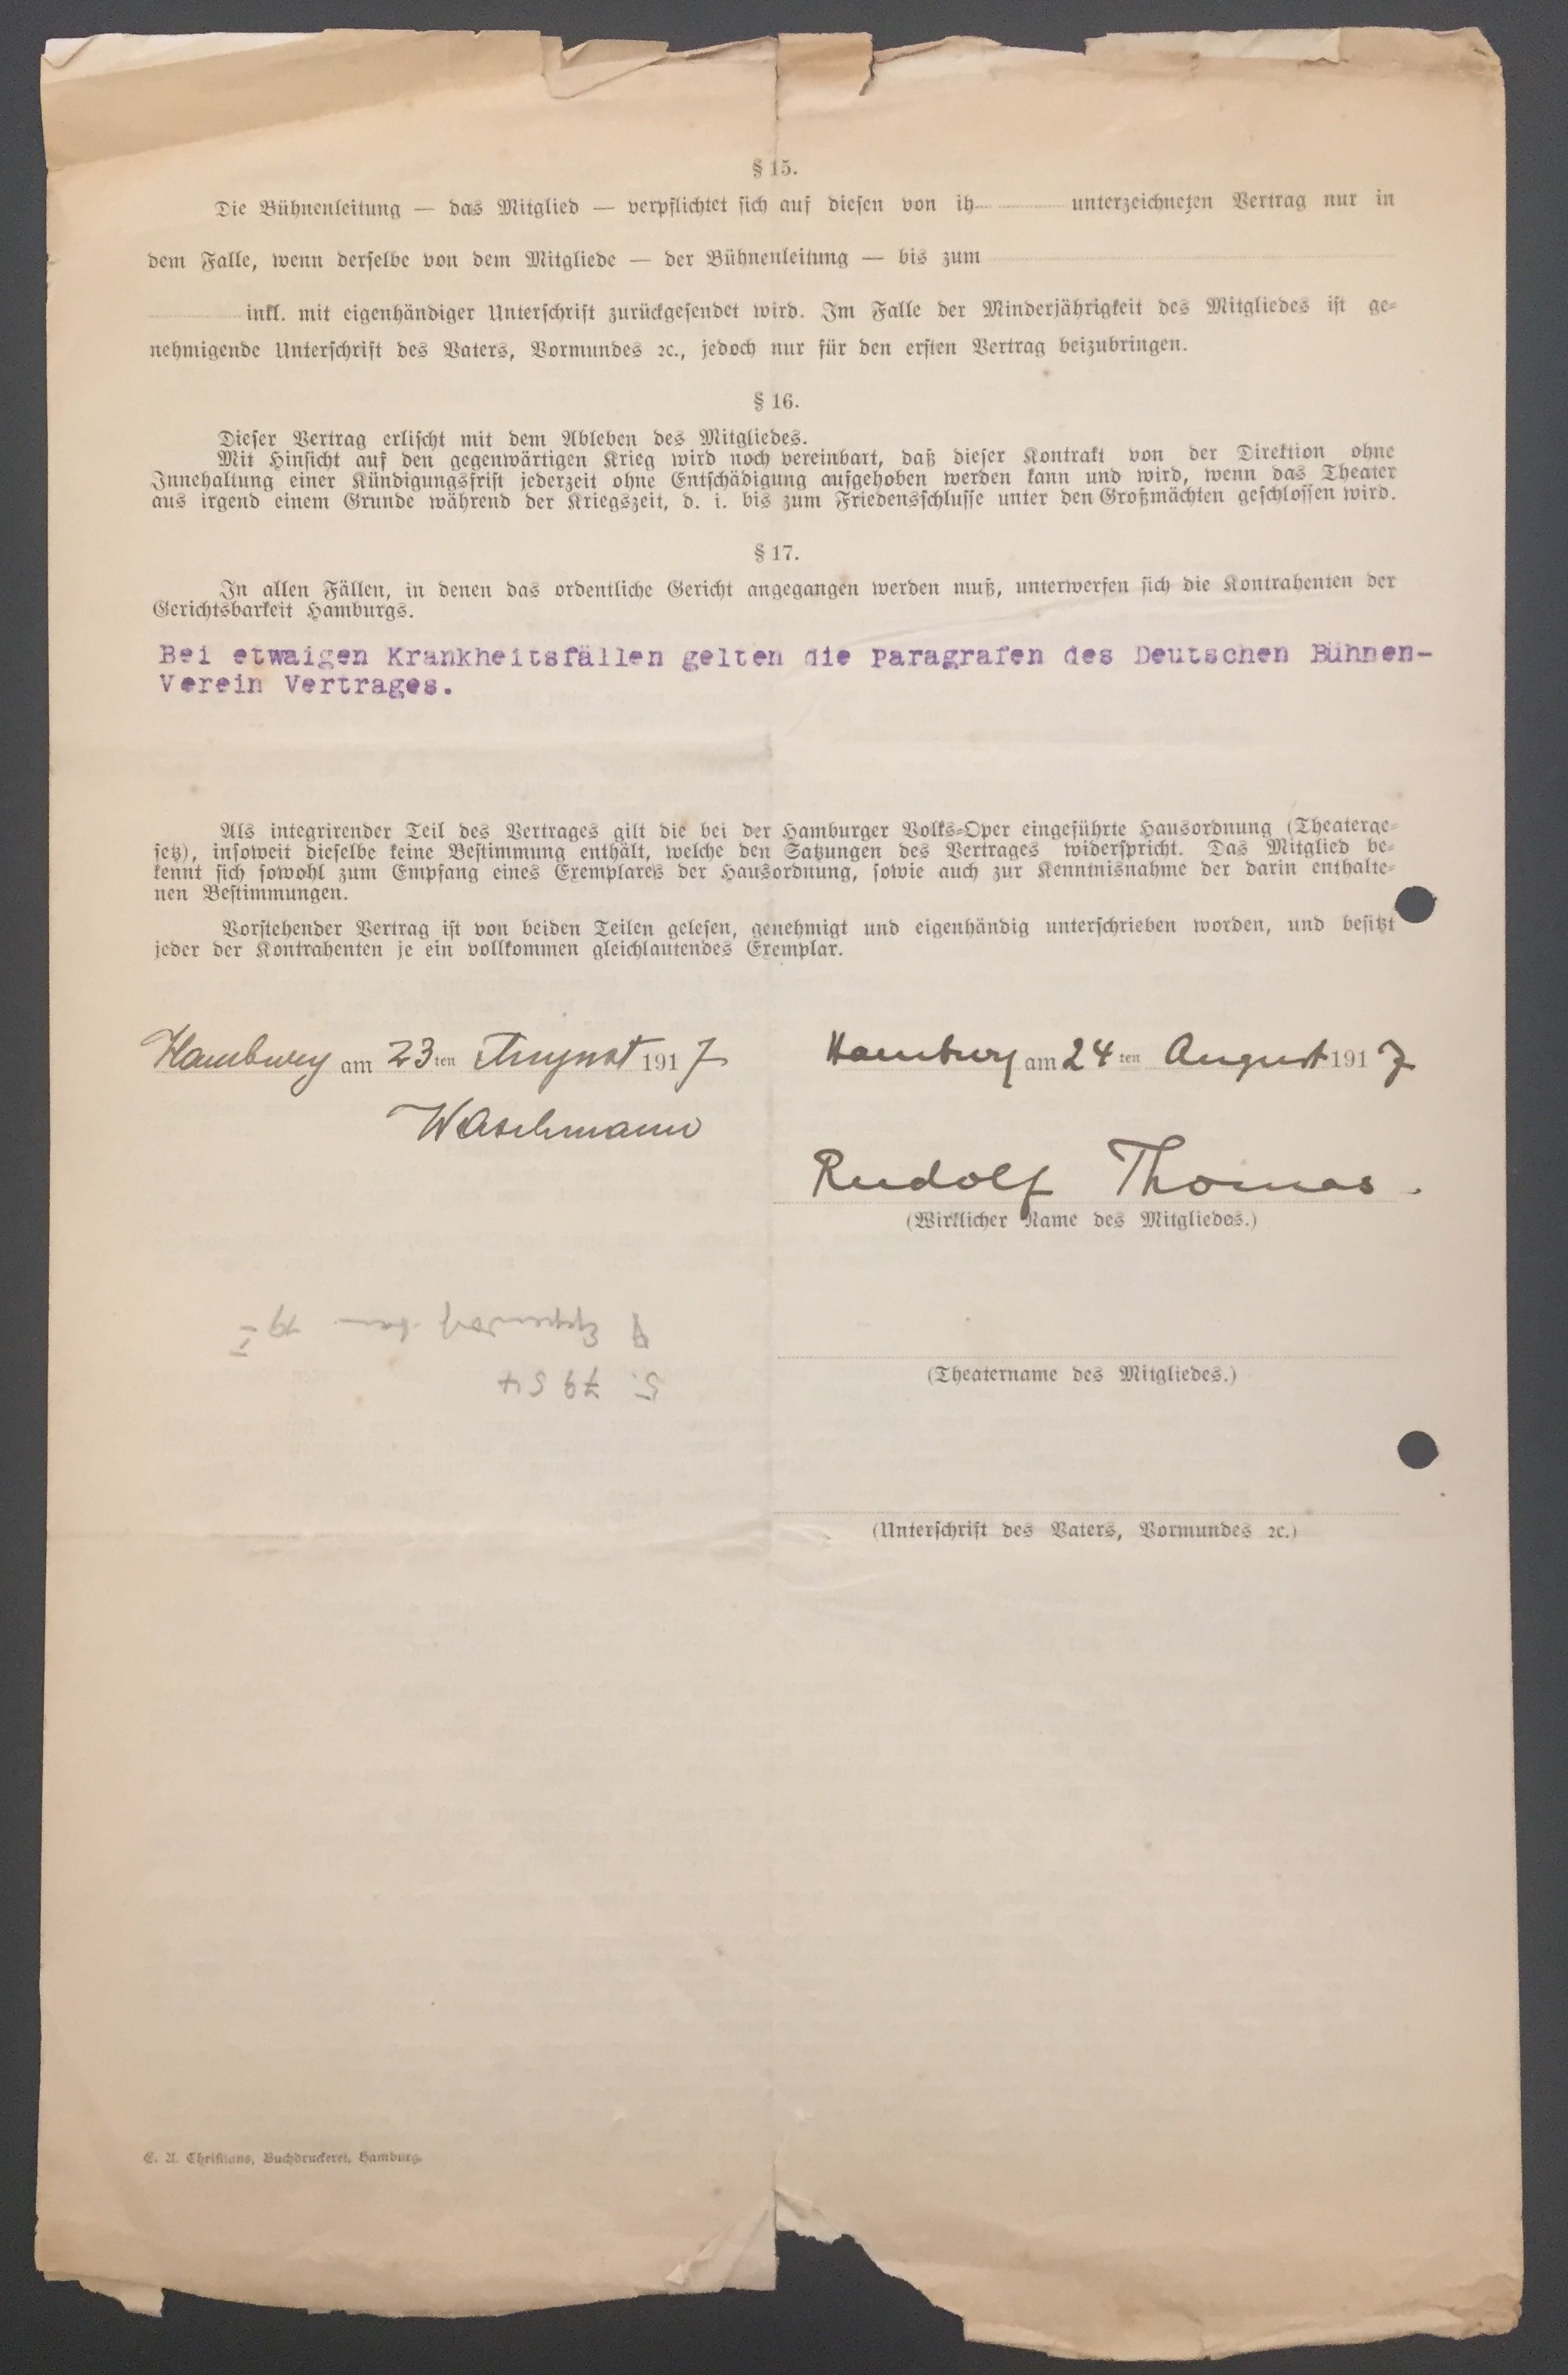 § 15.
Die Bühnenleitung — das Mitglied — verpflichtet sich auf diesen von ih unterzeichneten Vertrag nur in
dem Falle, wenn derselbe von dem Mitgliede — der Bühnenleitung — bis zum
inkl. mit eigenhändiger Unterschrift zurückgesendet wird. Im Falle der Minderjährigkeit des Mitgliedes ist ge-
nehmigende Unterschrift des Vaters, Vormundes ꝛc., jedoch nur für den ersten Vertrag beizubringen.
§ 16.
Dieser Vertrag erlischt mit dem Ableben des Mitgliedes.
Mit Hinsicht auf den gegenwärtigen Krieg wird noch vereinbart, daß dieser Kontrakt von der Direktion ohne
Innehaltung einer Kündigungsfrist jederzeit ohne Entschädigung aufgehoben werden kann und wird, wenn das Theater
aus irgend einem Grunde während der Kriegszeit, d. i. bis zum Friedensschlusse unter den Großmächten geschlossen wird.
§ 17.
In allen Fällen, in denen das ordentliche Gericht angegangen werden muß, unterwerfen sich die Kontrahenten der
Gerichtsbarkeit Hamburgs.
Bei etwaigen Krankheitsfällen gelten die Paragrafen des Deutschen Bühnen-
Verein Vertrages.
Als integrirender Teil des Vertrages gilt die bei der Hamburger Volks-Oper eingeführte Hausordnung (Theaterge-
setz), insoweit dieselbe keine Bestimmung enthält, welche den Satzungen des Vertrages widerspricht. Das Mitglied be-
kennt sich sowohl zum Empfang eines Exemplares der Hausordnung, sowie auch zur Kenntnisnahme der darin enthalte-
nen Bestimmungen.
Vorstehender Vertrag ist von beiden Teilen gelesen, genehmigt und eigenhändig unterschrieben worden, und besitzt
jeder der Kontrahenten je ein vollkommen gleichlautendes Exemplar.
Hamburg am 23ten August 1917
Hamburg am 24ten August 1917
Waschmann
Rudolf Thomas.
(Wirklicher Name des Mitgliedes.)
(Theatername des Mitgliedes.)
5. 7954
(Unterschrift des Vaters, Vormundes ꝛc.)
E. A. Christians, Buchdruckerei, Hamburg.